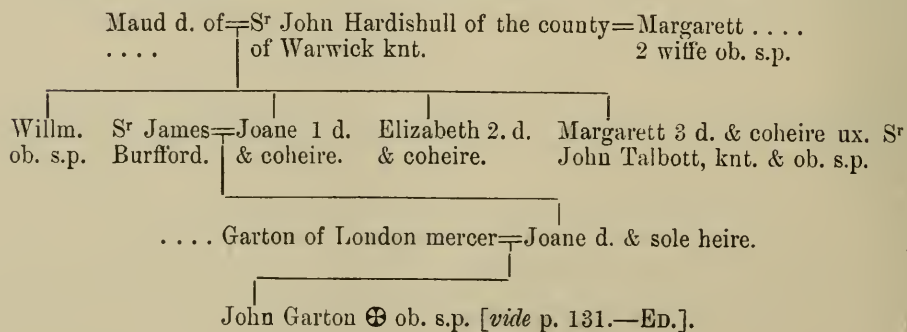 Maud d. of=Sr John Hardishull of the county=Margarett ....
.... of Warwick knt. 2 wiffe ob. s.p.
Willm. Sr James=Joane 1 d. Elizabeth 2. d. Margarett 3 d. & coheire ux. Sr
ob. s.p. Burfford. & coheire. & coheire. John Talbott, knt. & ob. s.p.
.... Garton of London mercer=Joane d. & sole heire.
John Garton ⊕ ob. s.p. [vide p. 131.—ED.].